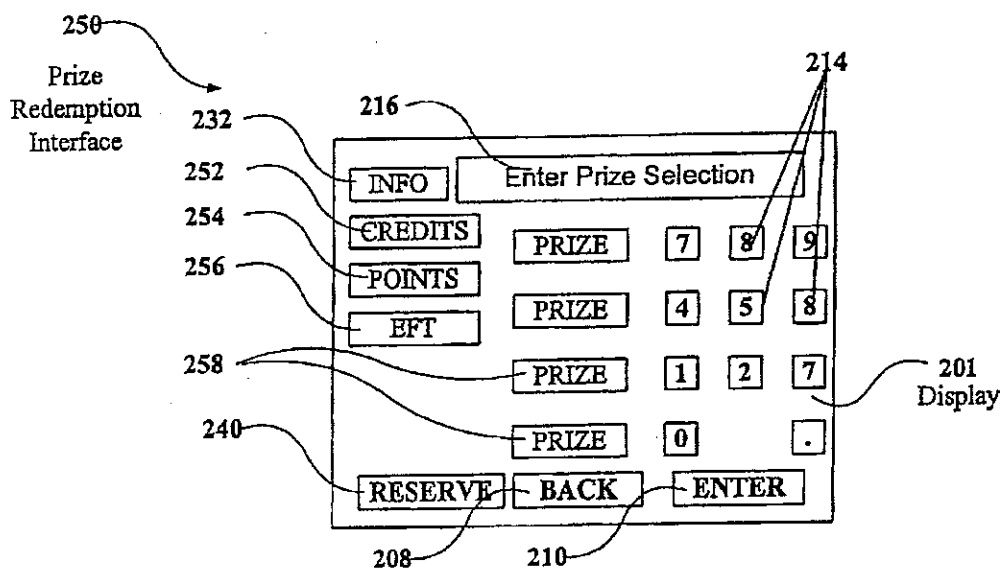 250
Prize
Redemption
Interface
214
216
232
INFO
Enter Prize Selection
252
CREDITS
PRIZE 7 8 9
254
POINTS
256
EFT
PRIZE 4 5 8
258
PRIZE 1 2 7
201
Display
PRIZE 0 .
240
RESERVE BACK ENTER
208
210